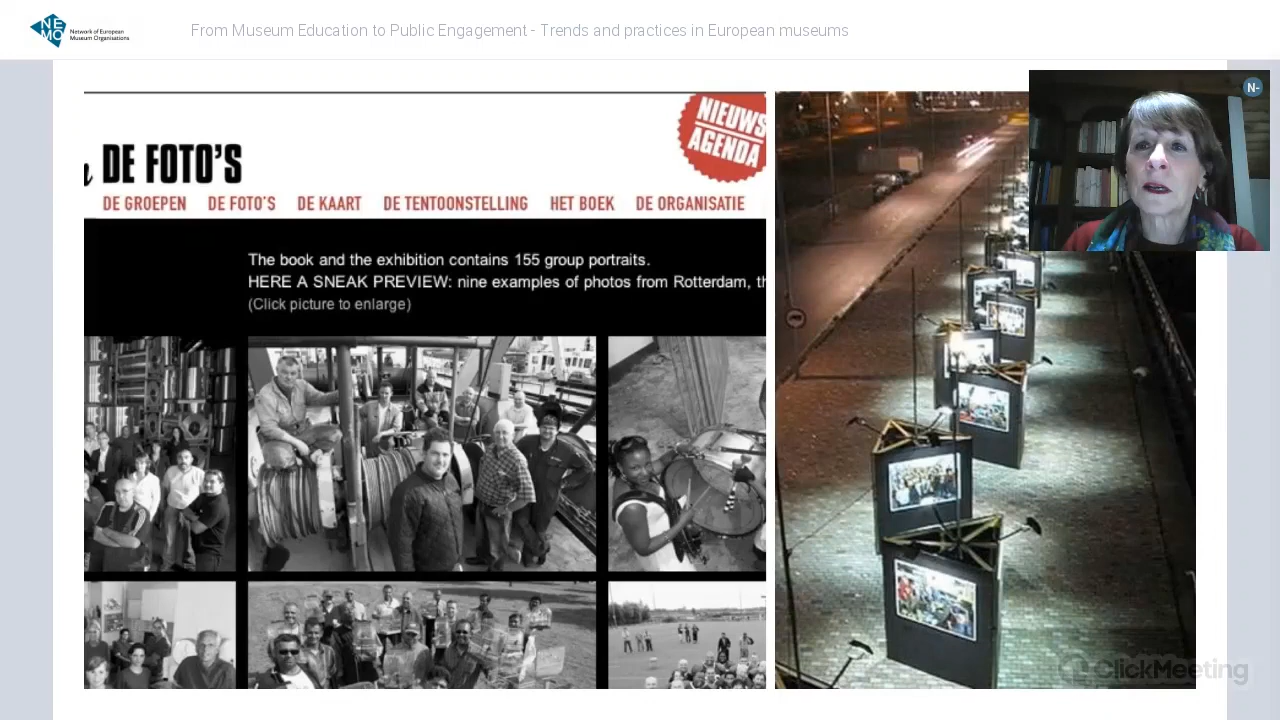 NE
MO
Network of European
Museum Organisations
From Museum Education to Public Engagement - Trends and practices in European museums
N-
NIEUWS
AGENDA
DE FOTO'S
DE GROEPEN DE FOTO'S DE KAART DE TENTOONSTELLING HET BOEK DE ORGANISATIE
The book and the exhibition contains 155 group portraits.
HERE A SNEAK PREVIEW: nine examples of photos from Rotterdam, th
(Click picture to enlarge)
ClickMeeting